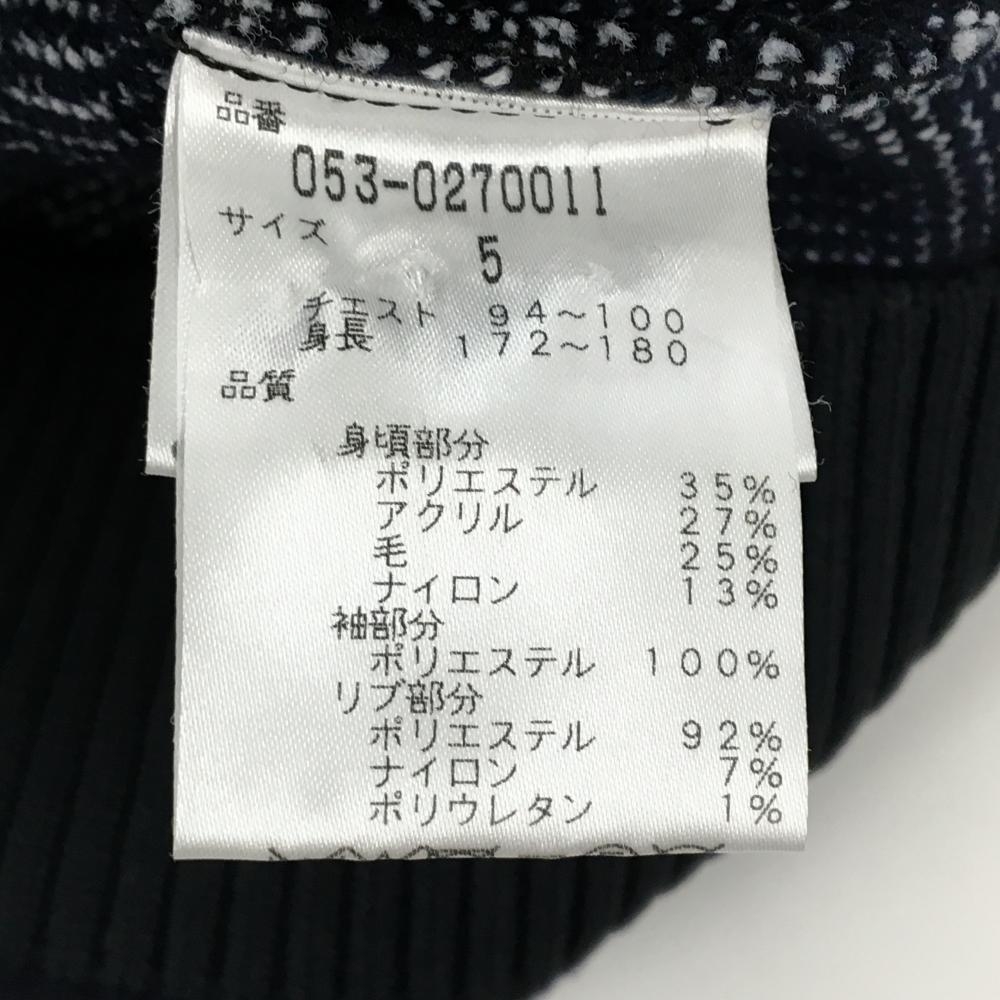 品番
053-0270011
サイズ
5
チエスト 94〜100
身長 172〜180
品質
身頃部分
ポリエステル 35%
アクリル 27%
毛 25%
ナイロン 13%
袖部分
ポリエステル 100%
リブ部分
ポリエステル 92%
ナイロン 7%
ポリウレタン 1%